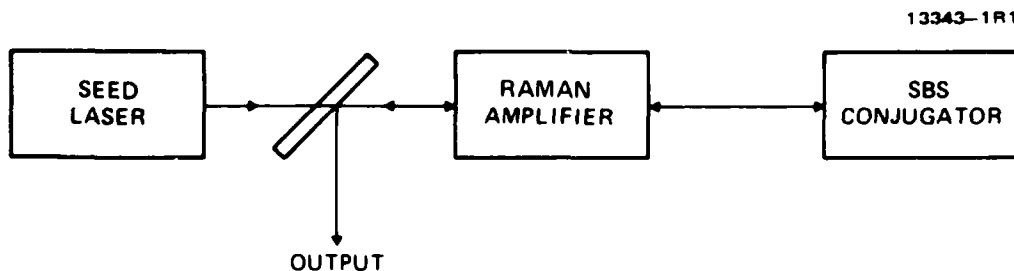 13343-1R1
SEED
LASER
RAMAN
AMPLIFIER
SBS
CONJUGATOR
OUTPUT